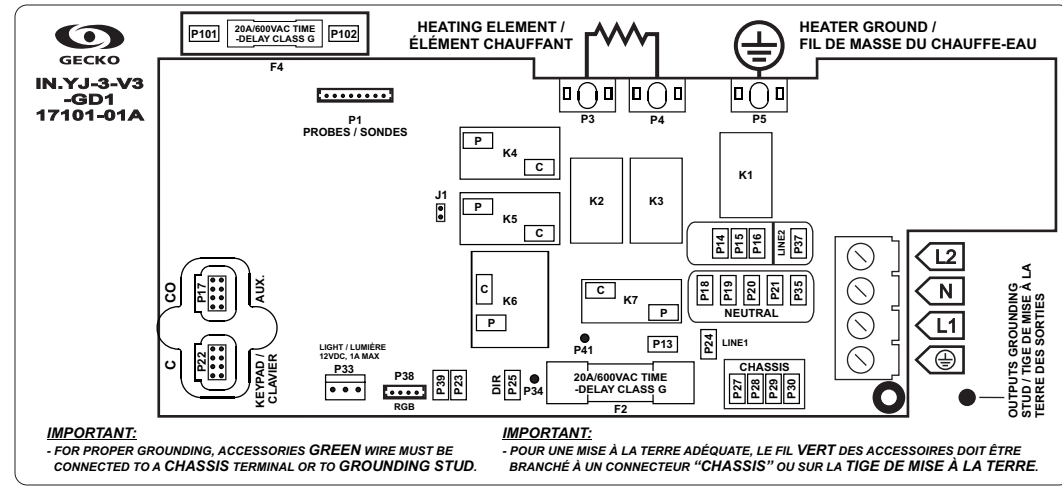 GECKO
IN.YJ-3-V3
-GD1
17101-01A
P101
20A/600VAC TIME
-DELAY CLASS G
P102
F4
HEATING ELEMENT /
ÉLÉMENT CHAUFFANT
HEATER GROUND /
FIL DE MASSE DU CHAUFFE-EAU
P1
PROBES / SONDES
P3
P4
P5
P
K4
C
J1
P
K5
C
K2
K3
K1
P14
P15
P16
LINE2
P37
C
K6
P
C
K7
P
P18
P19
P20
P21
P35
NEUTRAL
L2
N
L1
OUTPUTS GROUNDING
STUD / TIGE DE MISE À LA
TERRE DES SORTIES
CO
P17
AUX.
C
P22
KEYPAD /
CLAVIER
LIGHT / LUMIÈRE
12VDC, 1A MAX
P33
P38
RGB
P39
P23
DIR
P25
P34
P41
P13
P24
LINE1
20A/600VAC TIME
-DELAY CLASS G
F2
CHASSIS
P27
P28
P29
P30
IMPORTANT:
- FOR PROPER GROUNDING, ACCESSORIES GREEN WIRE MUST BE
CONNECTED TO A CHASSIS TERMINAL OR TO GROUNDING STUD.
IMPORTANT:
- POUR UNE MISE À LA TERRE ADÉQUATE, LE FIL VERT DES ACCESSOIRES DOIT ÊTRE
BRANCHÉ À UN CONNECTEUR “CHASSIS” OU SUR LA TIGE DE MISE À LA TERRE.